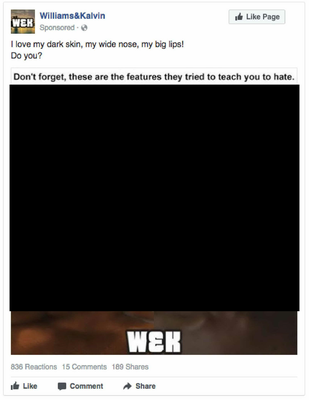 W&K
Williams&Kalvin
Sponsored ·
Like Page
I love my dark skin, my wide nose, my big lips!
Do you?
Don't forget, these are the features they tried to teach you to hate.
W&K
836 Reactions 15 Comments 189 Shares
Like Comment Share